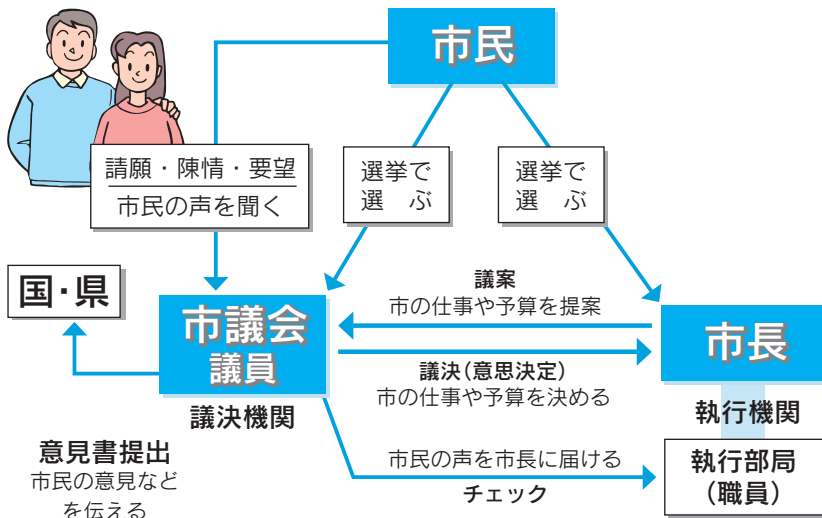 市民
請願・陳情・要望
市民の声を聞く
選挙で
選　ぶ
選挙で
選　ぶ
国・県
議案
市の仕事や予算を提案
市議会
議員
議決機関
市長
議決（意思決定）
市の仕事や予算を決める
執行機関
意見書提出
市民の意見など
を伝える
市民の声を市長に届ける
チェック
執行部局
（職員）